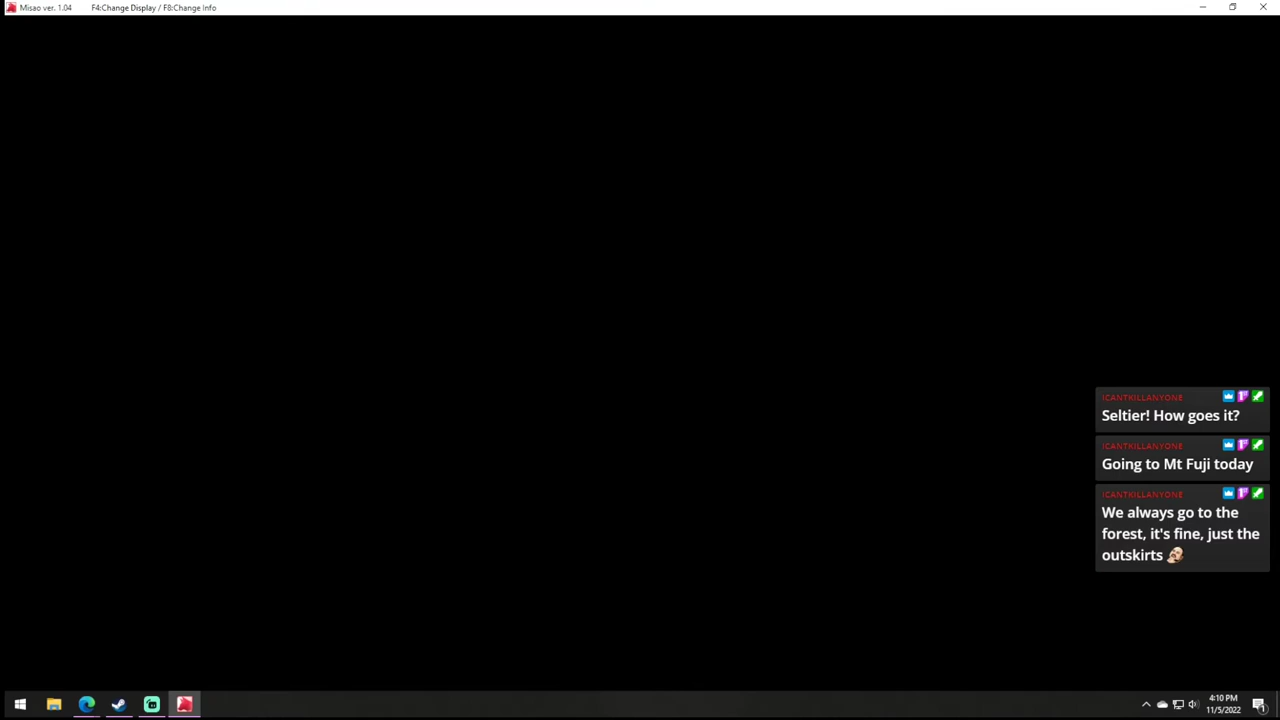 Misao ver. 1.04 F4:Change Display / F8:Change Info
ICANTKILLANYONE
Seltier! How goes it?
ICANTKILLANYONE
Going to Mt Fuji today
ICANTKILLANYONE
We always go to the
forest, it's fine, just the
outskirts
4:10 PM
11/5/2022
1